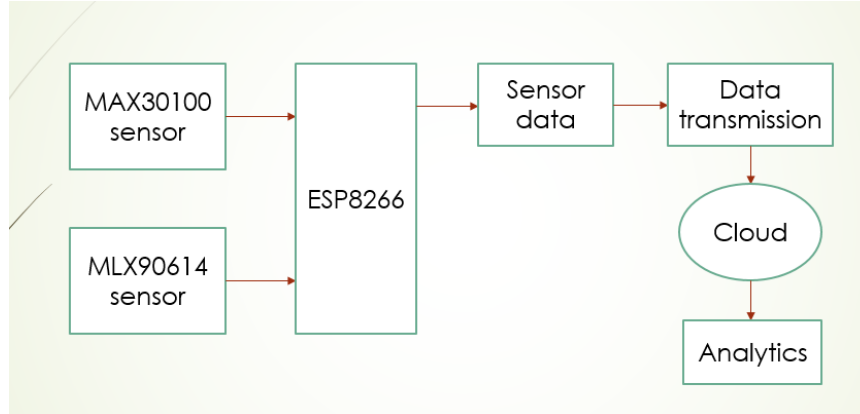 MAX30100
sensor
MLX90614
sensor
ESP8266
Sensor
data
Data
transmission
Cloud
Analytics